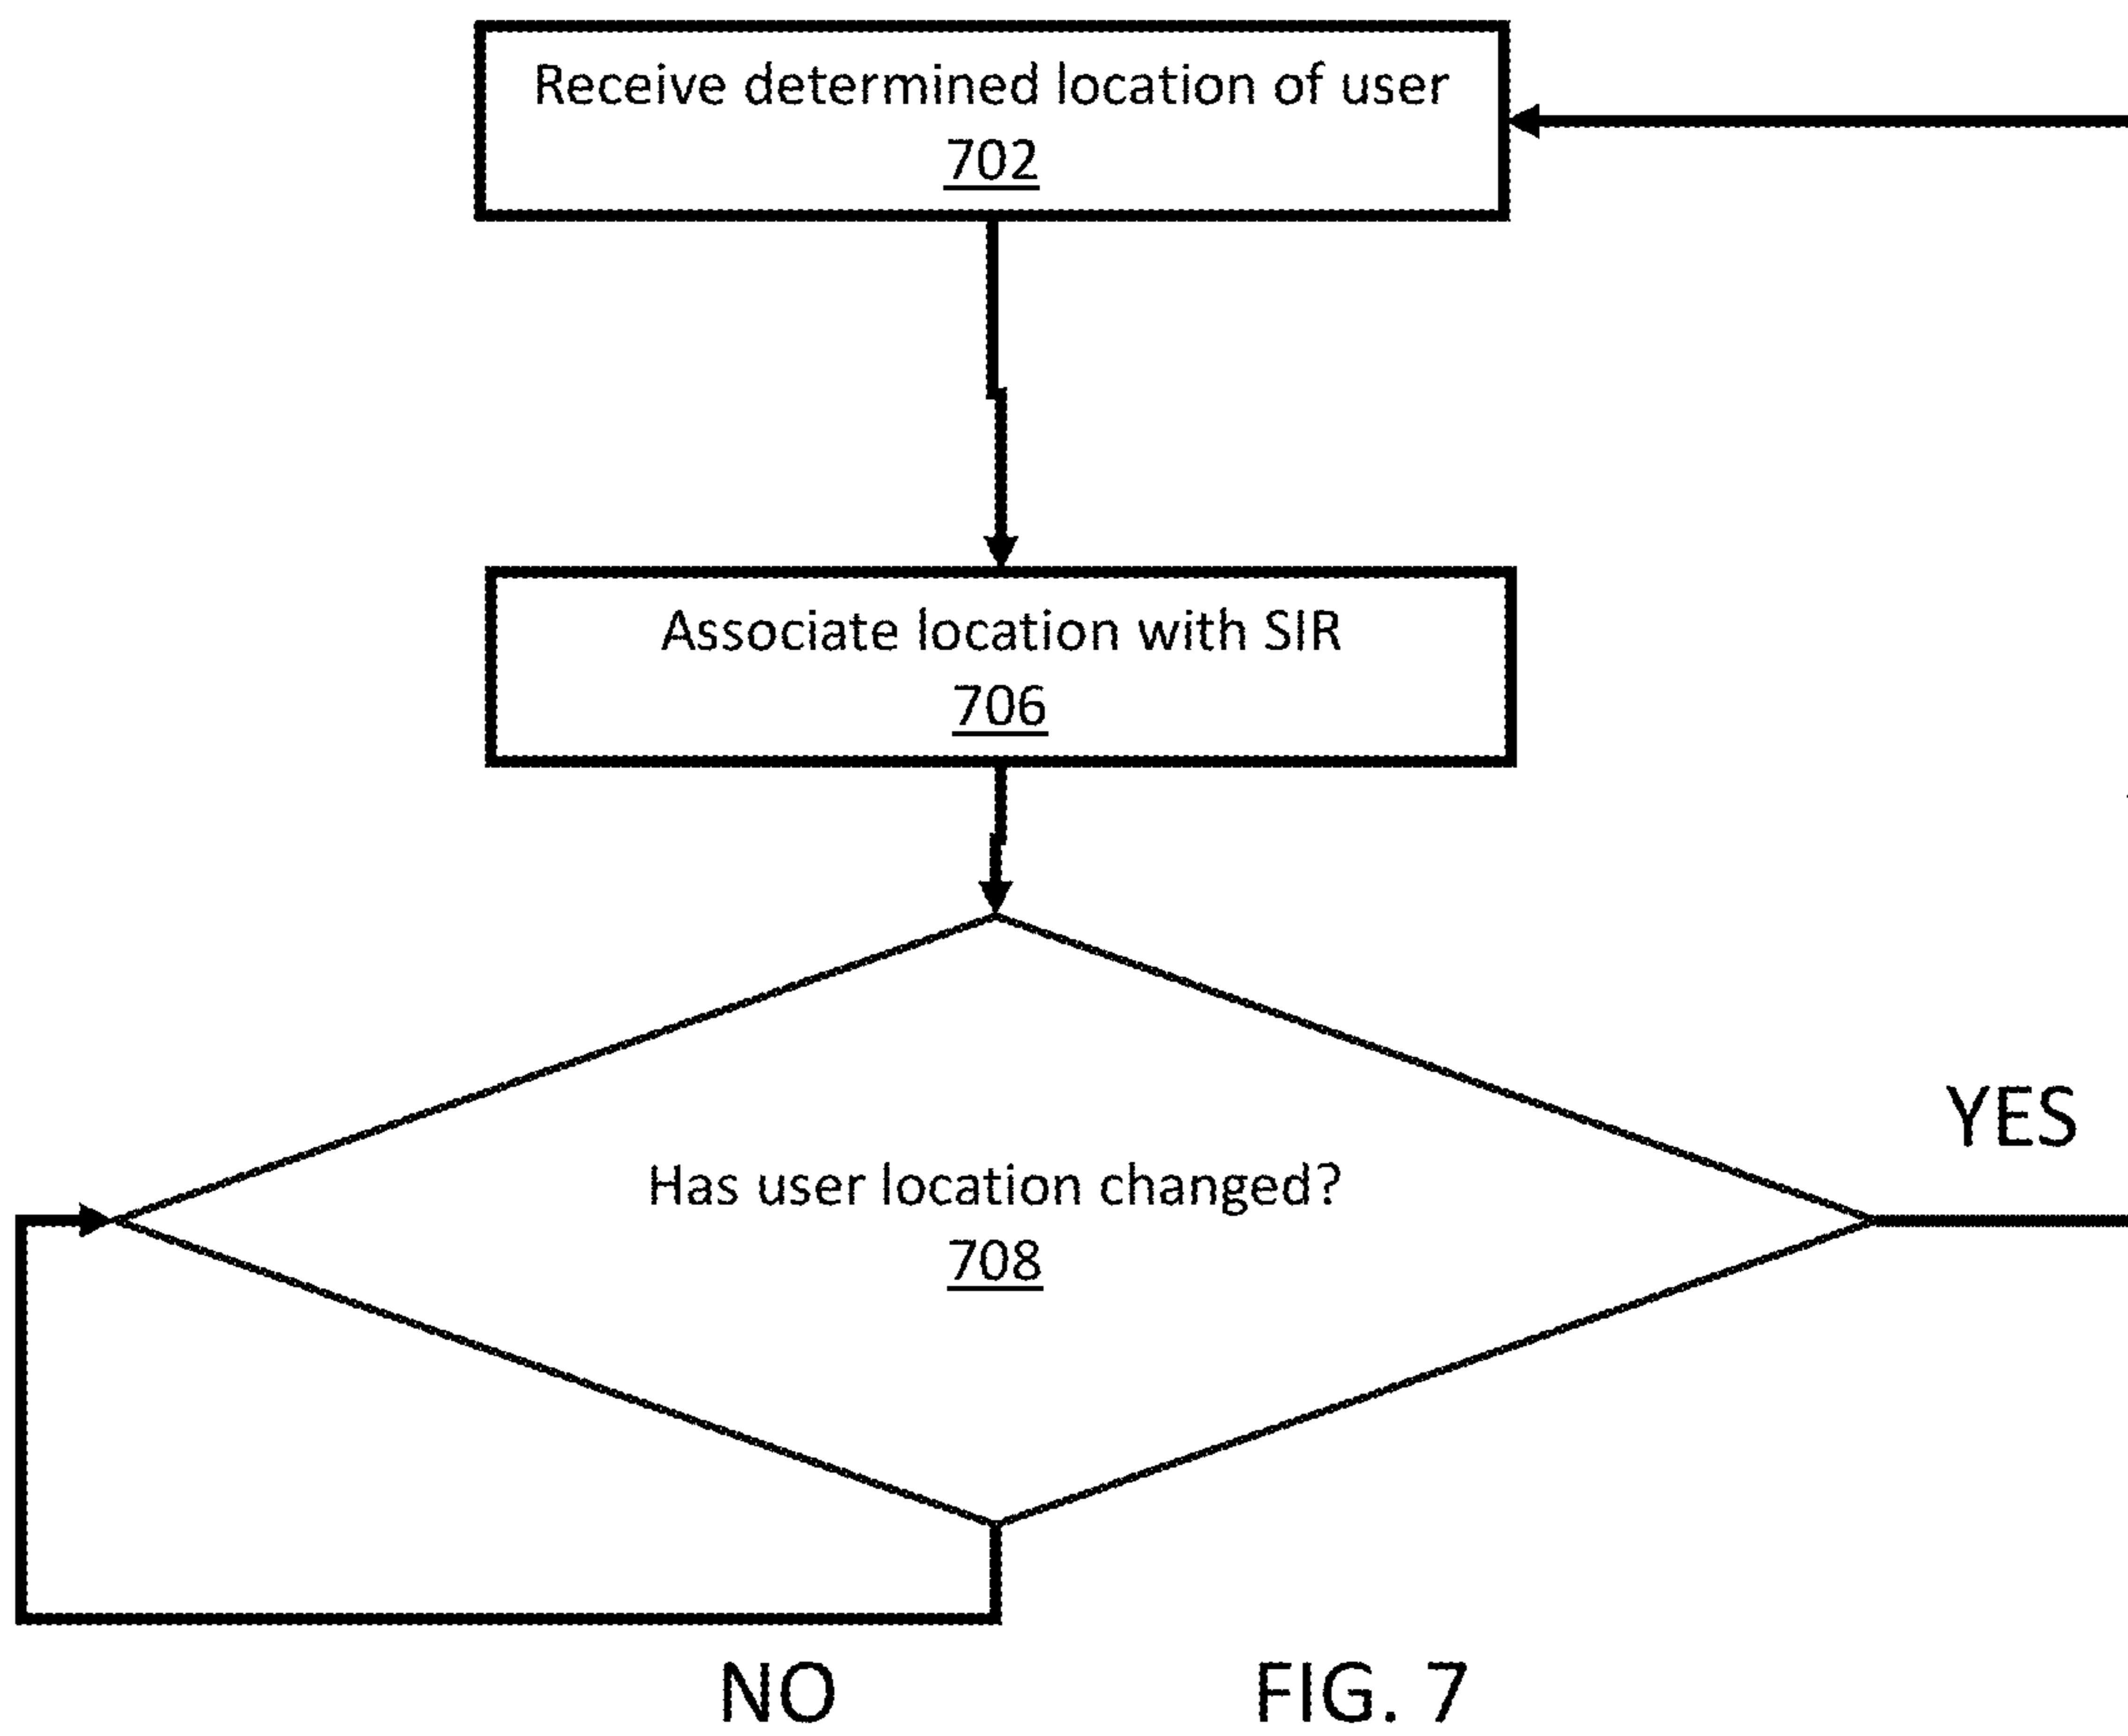 Receive determined location of user
702
Associate location with SIR
706
YES
Has user location changed?
708
NO
FIG. 7